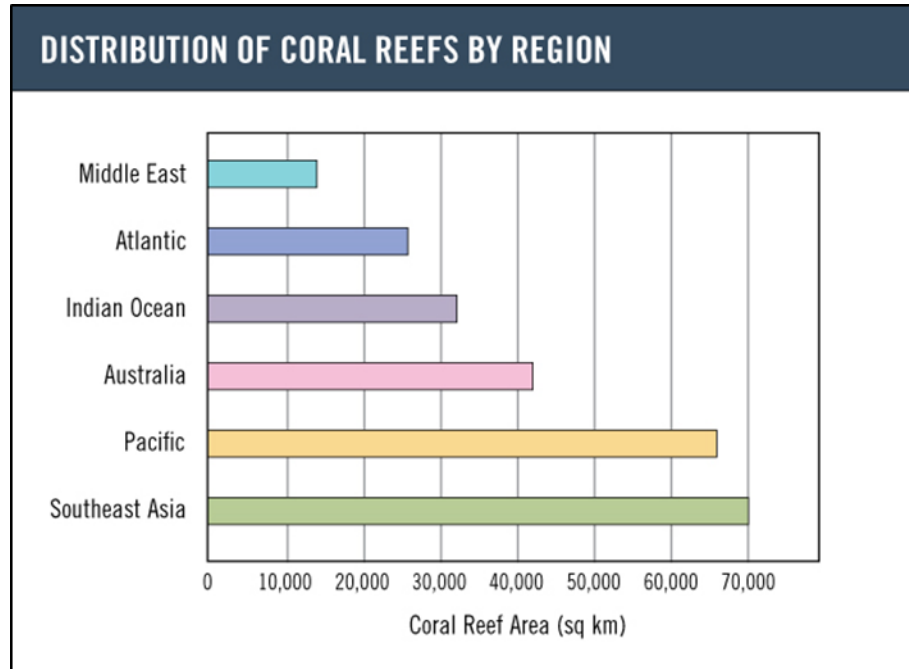 DISTRIBUTION OF CORAL REEFS BY REGION
Middle East
Atlantic
Indian Ocean
Australia
Pacific
Southeast Asia
0 10,000 20,000 30,000 40,000 50,000 60,000 70,000
Coral Reef Area (sq km)